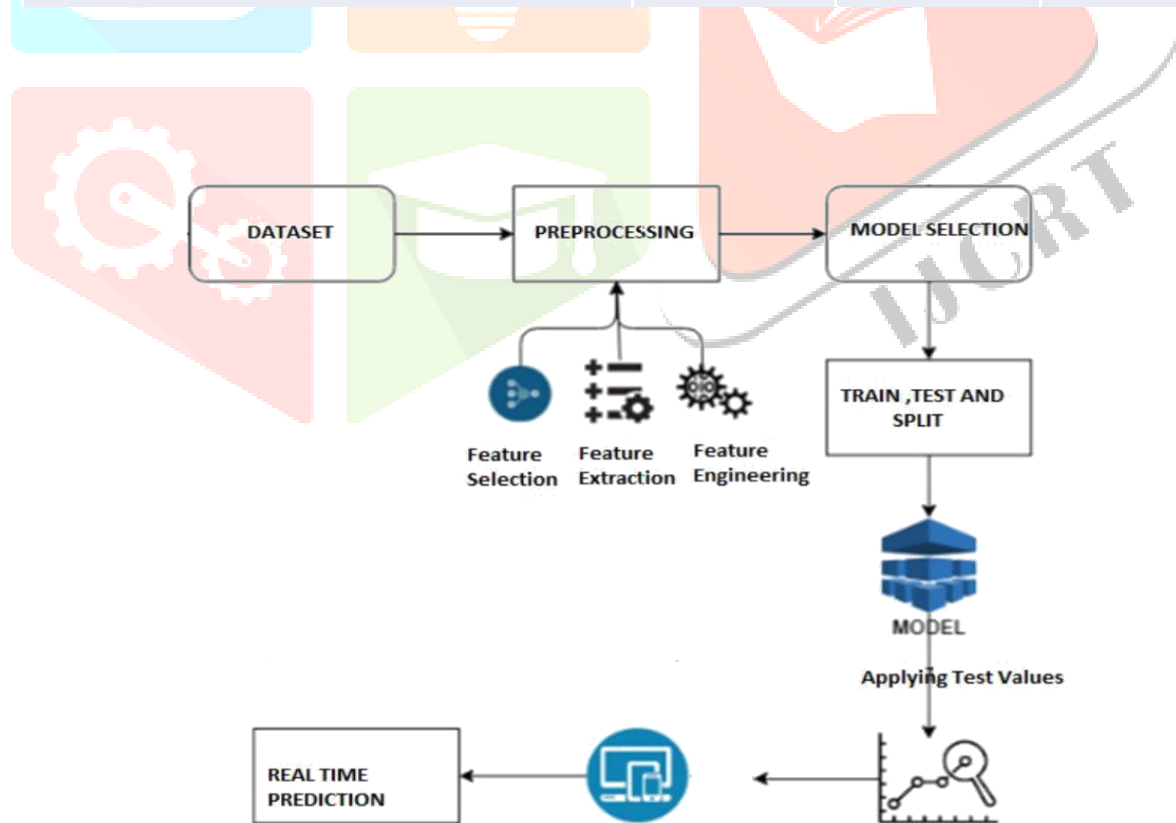 DATASET
PREPROCESSING
MODEL SELECTION
TRAIN ,TEST AND
SPLIT
Feature
Selection
Feature
Extraction
Feature
Engineering
MODEL
Applying Test Values
REAL TIME
PREDICTION
IJCRT